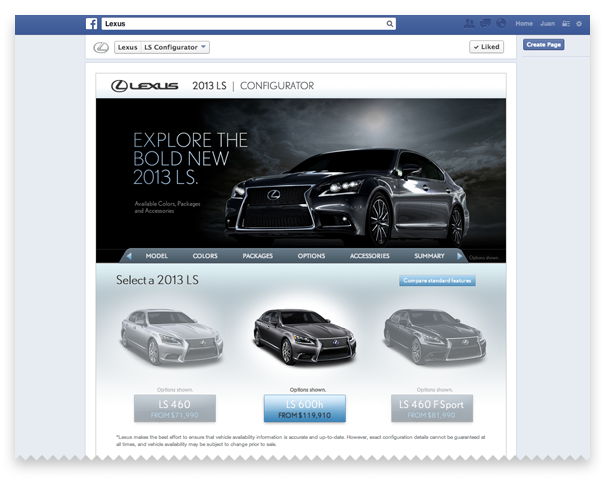 Lexus
Home Juan
Lexus LS Configurator
Liked
Create Page
LEXUS 2013 LS | CONFIGURATOR
EXPLORE THE
BOLD NEW
2013 LS.
Available Colors, Packages
and Accessories
MODEL COLORS PACKAGES OPTIONS ACCESSORIES SUMMARY
Options shown.
Select a 2013 LS
Compare standard features
Options shown. Options shown. Options shown.
LS 460 LS 600h LS 460 F Sport
FROM $71,990 FROM $119,910 FROM $81,990
*Lexus makes the best effort to ensure that vehicle availability information is accurate and up-to-date. However, exact configuration details cannot be guaranteed at
all times, and vehicle availability may be subject to change prior to sale.